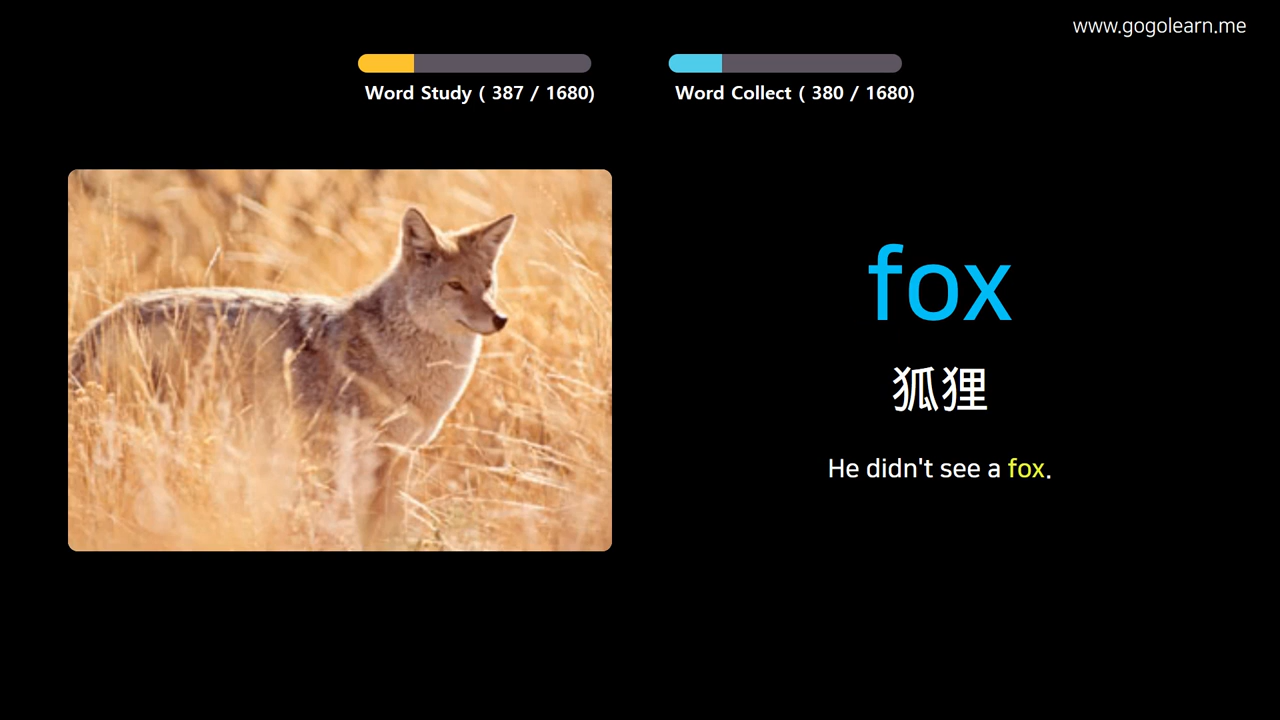 www.gogolearn.me
Word Study ( 387 / 1680)
Word Collect ( 380 / 1680)
fox
狐狸
He didn't see a fox.